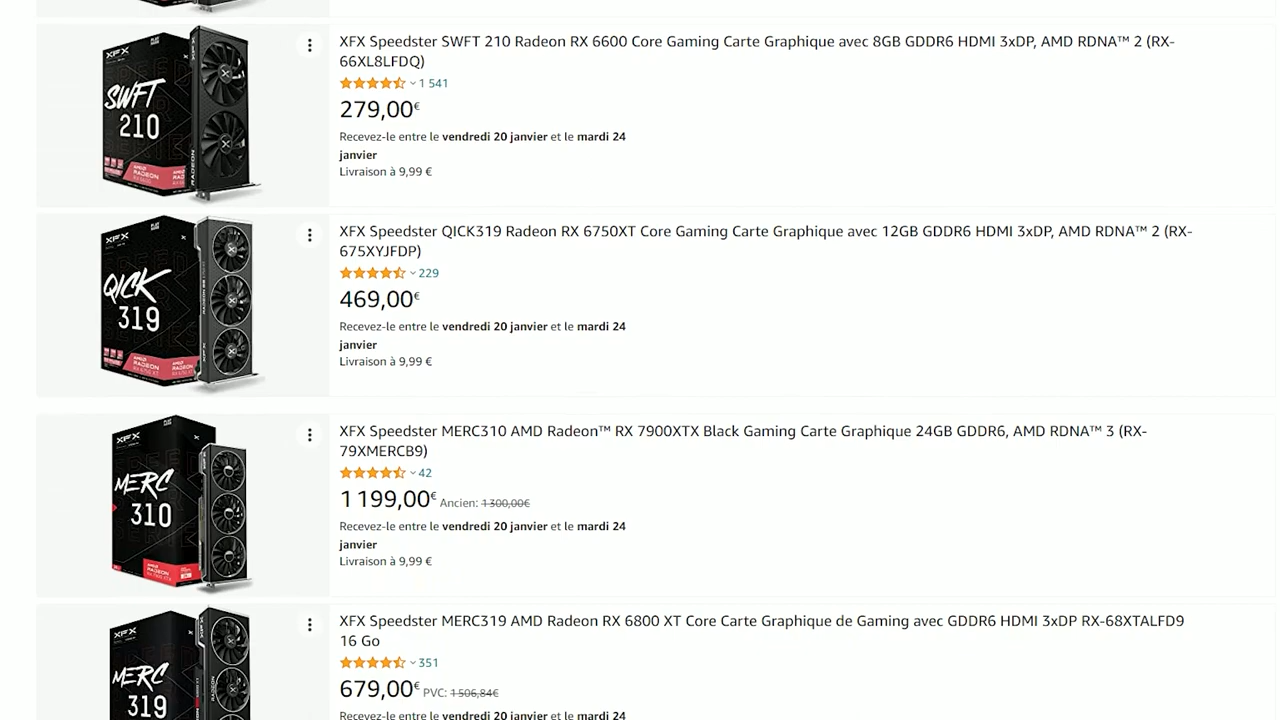 XFX
SWFT
210
RADEON
XFX Speedster SWFT 210 Radeon RX 6600 Core Gaming Carte Graphique avec 8GB GDDR6 HDMI 3xDP, AMD RDNA™ 2 (RX-
66XL8LFDQ)
1 541
279,00€
Recevez-le entre le vendredi 20 janvier et le mardi 24
janvier
Livraison à 9,99 €
XFX
QICK
319
XFX Speedster QICK319 Radeon RX 6750XT Core Gaming Carte Graphique avec 12GB GDDR6 HDMI 3xDP, AMD RDNA™ 2 (RX-
675XYJFDP)
229
469,00€
Recevez-le entre le vendredi 20 janvier et le mardi 24
janvier
Livraison à 9,99 €
XFX
MERC
310
XFX Speedster MERC310 AMD Radeon™ RX 7900XTX Black Gaming Carte Graphique 24GB GDDR6, AMD RDNA™ 3 (RX-
79XMERCB9)
42
1 199,00€ Ancien: 1 300,00€
Recevez-le entre le vendredi 20 janvier et le mardi 24
janvier
Livraison à 9,99 €
XFX
MERC
319
XFX Speedster MERC319 AMD Radeon RX 6800 XT Core Carte Graphique de Gaming avec GDDR6 HDMI 3xDP RX-68XTALFD9
16 Go
351
679,00€ PVC: 1 506,84€
Recevez-le entre le vendredi 20 janvier et le mardi 24